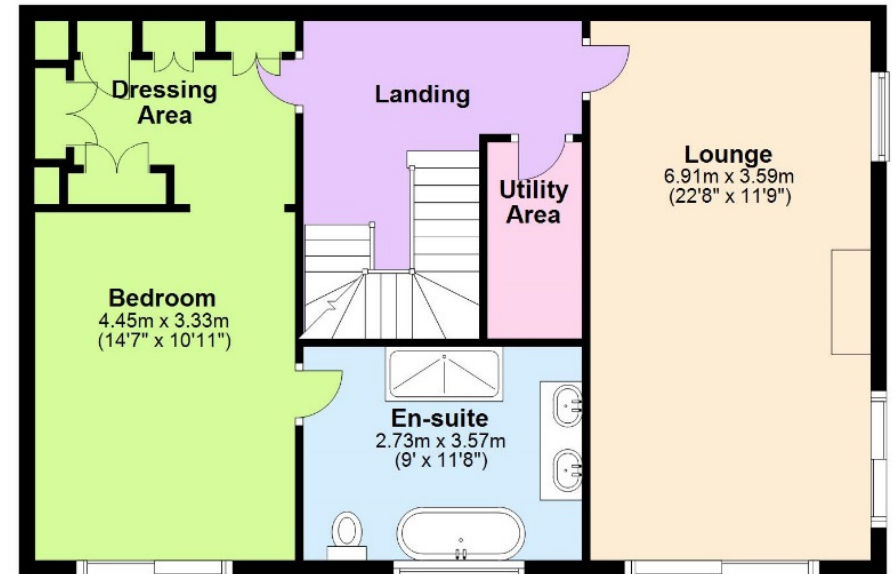 Dressing
Area
Landing
Lounge
6.91m x 3.59m
(22'8" x 11'9")
Utility
Area
Bedroom
4.45m x 3.33m
(14'7" x 10'11")
En-suite
2.73m x 3.57m
(9' x 11'8")